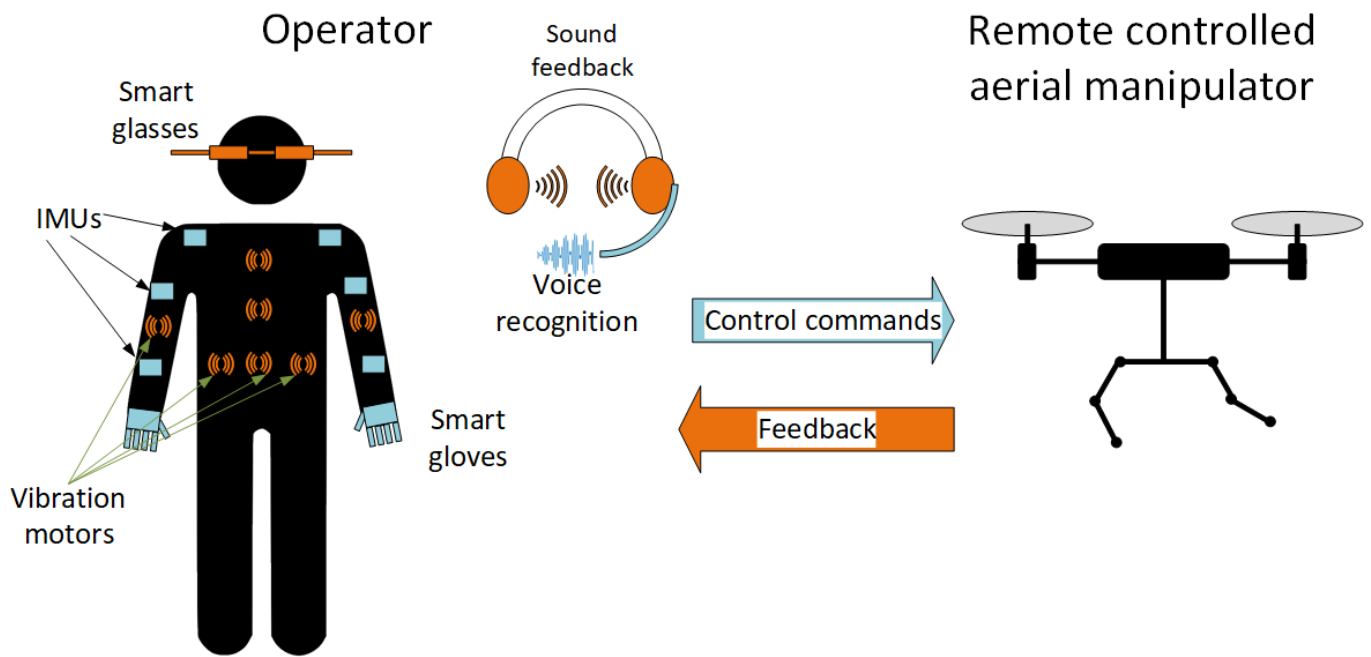 Operator
Sound
feedback
Remote controlled
aerial manipulator
Smart
glasses
IMUs
Voice
recognition
Control commands
Feedback
Smart
gloves
Vibration
motors